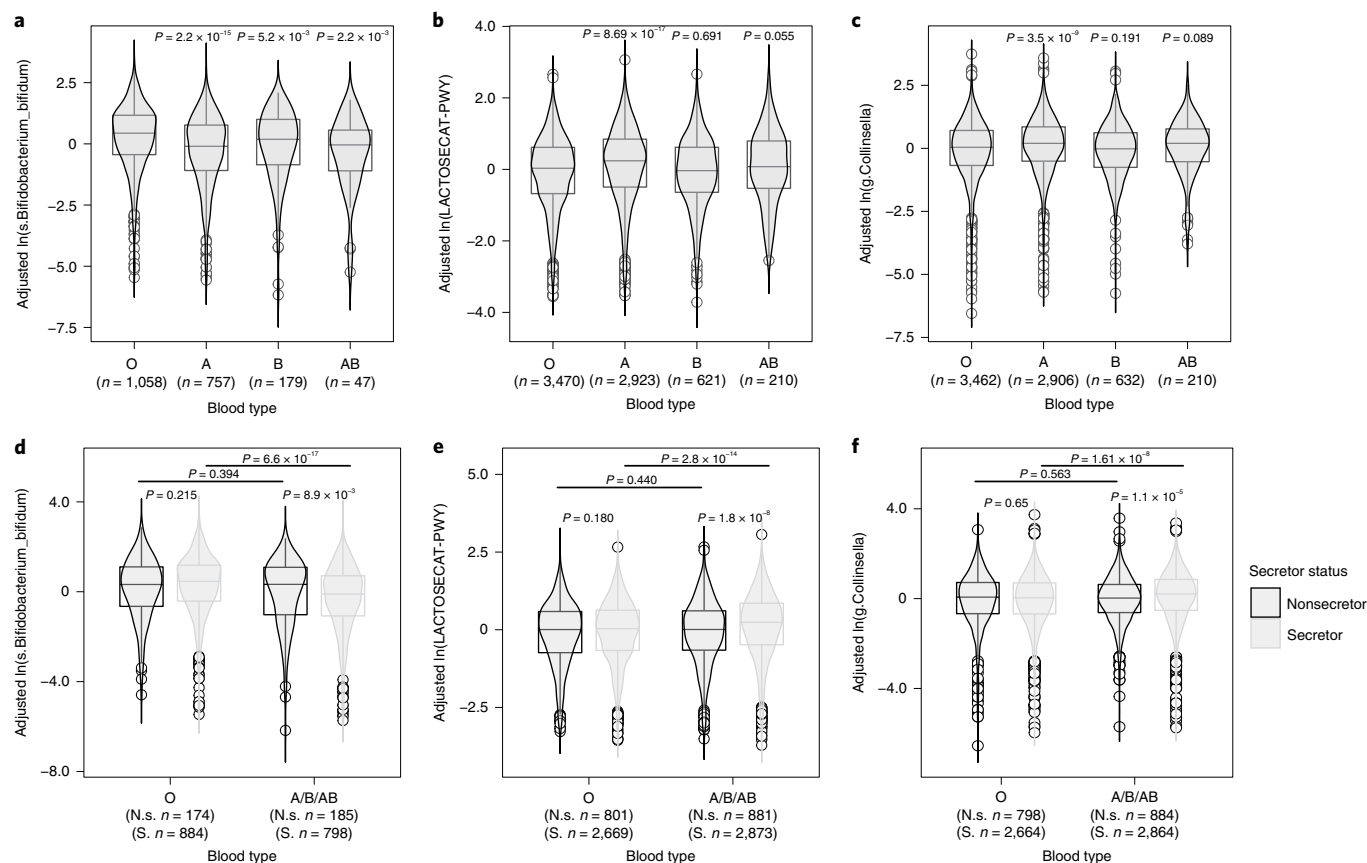 a
P = 2.2 × 10⁻¹⁵ P = 5.2 × 10⁻³ P = 2.2 × 10⁻³
Adjusted ln(s.Bifidobacterium_bifidum)
2.5
0
−2.5
−5.0
−7.5
O A B AB
(n = 1,058) (n = 757) (n = 179) (n = 47)
Blood type
b
P = 8.69 × 10⁻¹⁷ P = 0.691 P = 0.055
Adjusted ln(LACTOSECAT-PWY)
4.0
2.0
0
−2.0
−4.0
O A B AB
(n = 3,470) (n = 2,923) (n = 621) (n = 210)
Blood type
c
P = 3.5 × 10⁻⁹ P = 0.191 P = 0.089
Adjusted ln(g.Collinsella)
5.0
2.5
0
−2.5
−5.0
−7.5
O A B AB
(n = 3,462) (n = 2,906) (n = 632) (n = 210)
Blood type
d
P = 6.6 × 10⁻¹⁷
P = 0.394
P = 0.215 P = 8.9 × 10⁻³
Adjusted ln(s.Bifidobacterium_bifidum)
4.0
0
−4.0
−8.0
O A/B/AB
(N.s. n = 174) (N.s. n = 185)
(S. n = 884) (S. n = 798)
Blood type
e
P = 2.8 × 10⁻¹⁴
P = 0.440
P = 0.180 P = 1.8 × 10⁻⁸
Adjusted ln(LACTOSECAT-PWY)
5.0
2.5
0
−2.5
O A/B/AB
(N.s. n = 801) (N.s. n = 881)
(S. n = 2,669) (S. n = 2,873)
Blood type
f
P = 1.61 × 10⁻⁸
P = 0.563
P = 0.65 P = 1.1 × 10⁻⁵
Adjusted ln(g.Collinsella)
4.0
0
−4.0
O A/B/AB
(N.s. n = 798) (N.s. n = 884)
(S. n = 2,664) (S. n = 2,864)
Blood type
Secretor status
Nonsecretor
Secretor